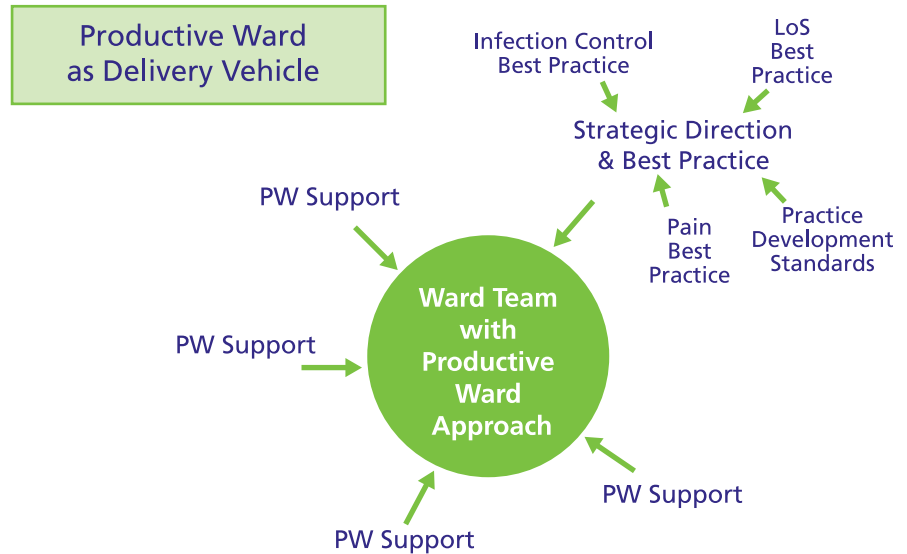 Productive Ward
as Delivery Vehicle
Infection Control
Best Practice
LoS
Best
Practice
Strategic Direction
& Best Practice
Pain
Best
Practice
Practice
Development
Standards
PW Support
PW Support
Ward Team
with
Productive
Ward
Approach
PW Support
PW Support